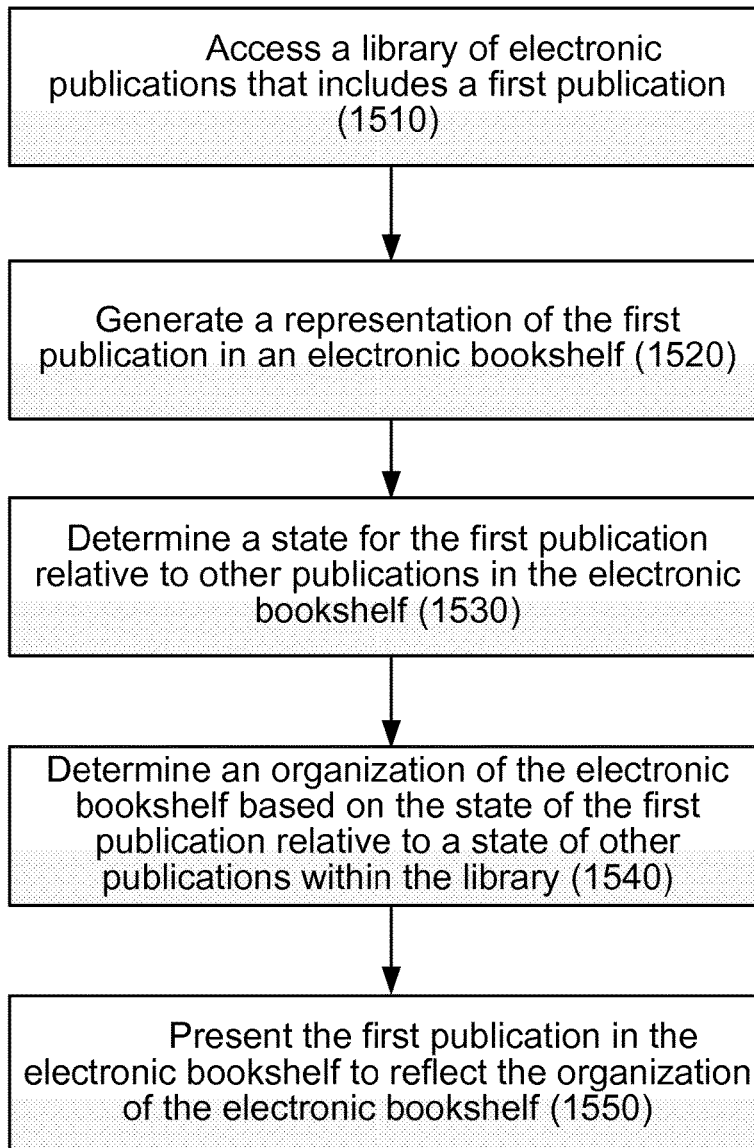 Access a library of electronic
publications that includes a first publication
(1510)
Generate a representation of the first
publication in an electronic bookshelf (1520)
Determine a state for the first publication
relative to other publications in the electronic
bookshelf (1530)
Determine an organization of the electronic
bookshelf based on the state of the first
publication relative to a state of other
publications within the library (1540)
Present the first publication in the
electronic bookshelf to reflect the organization
of the electronic bookshelf (1550)